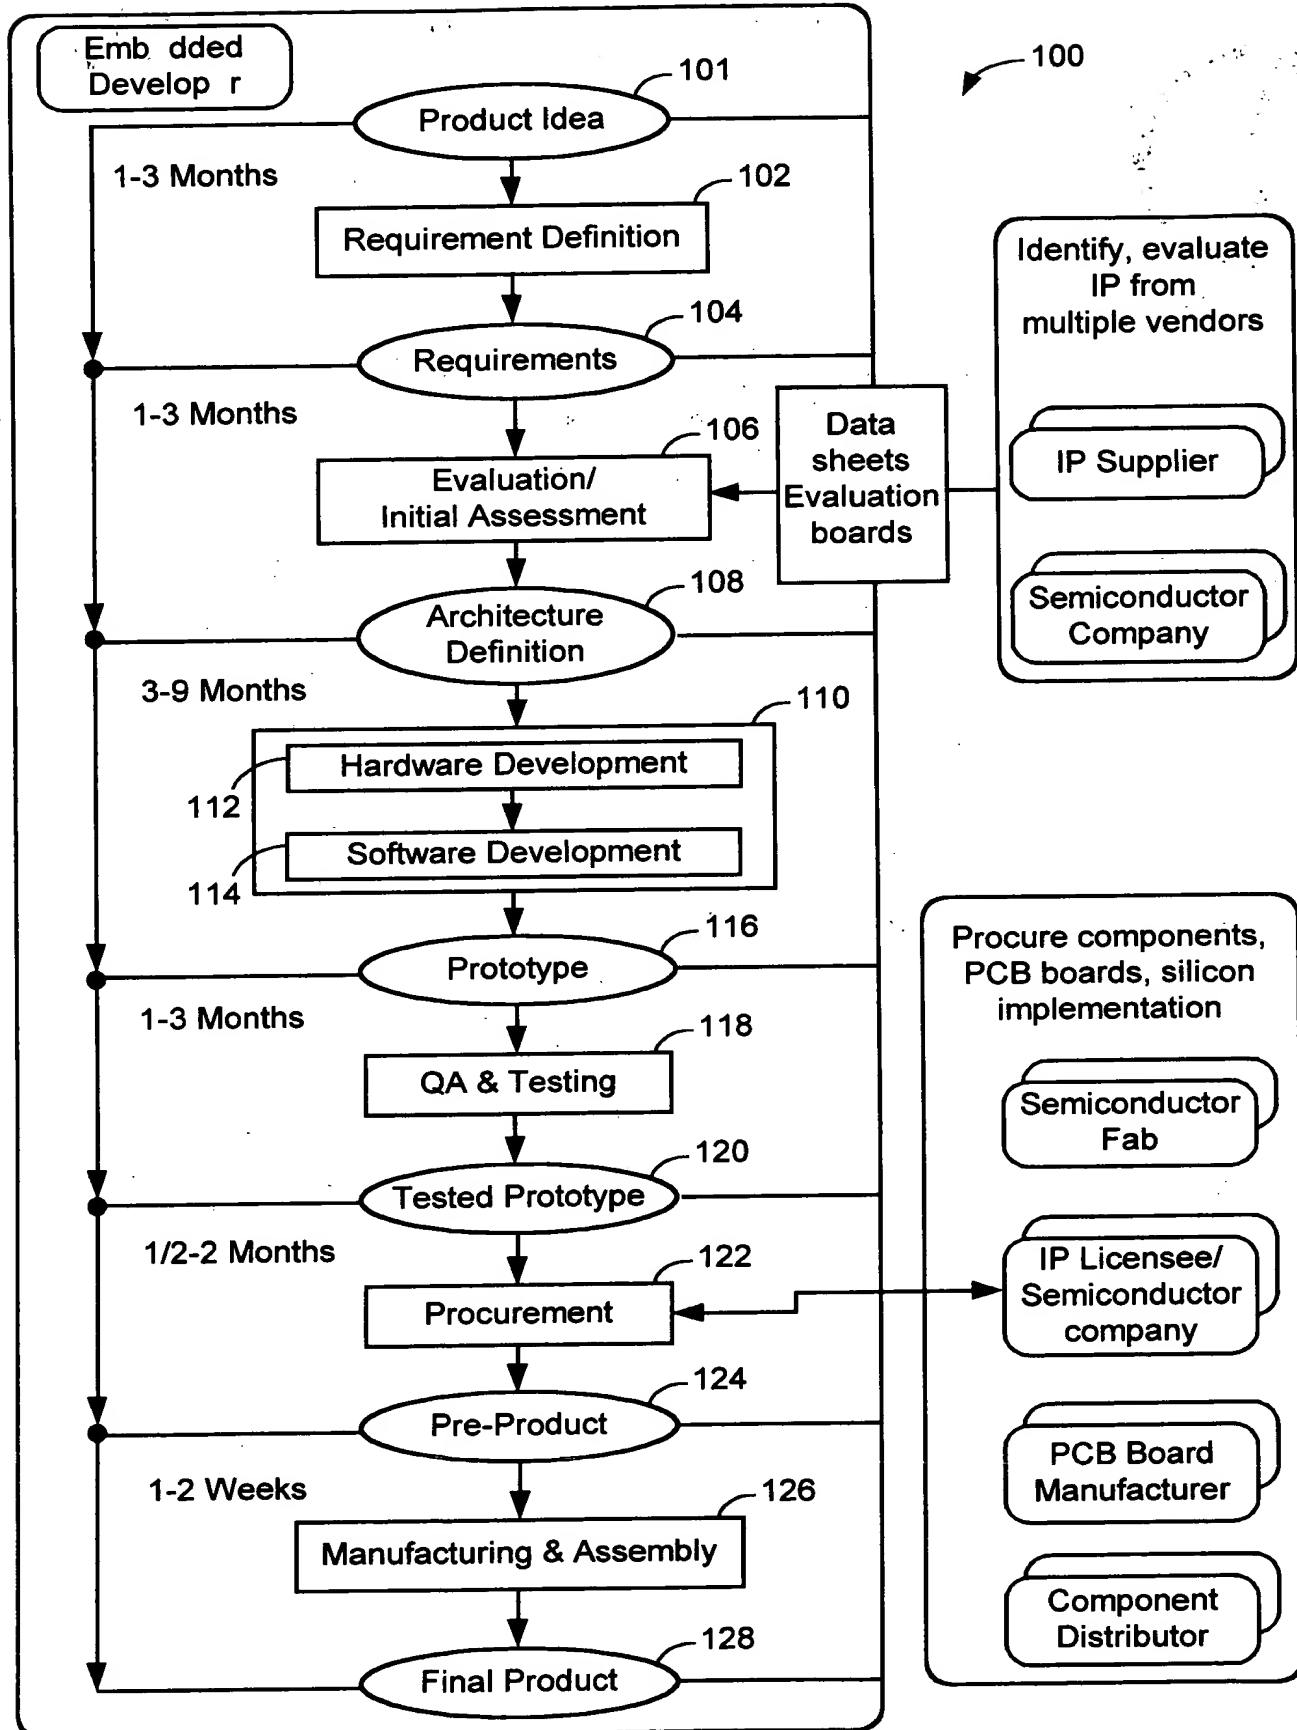 Emb dded
Develop r
100
101
Product Idea
1-3 Months
102
Requirement Definition
Identify, evaluate
IP from
multiple vendors
104
Requirements
1-3 Months
106
Data
sheets
Evaluation
boards
IP Supplier
Evaluation/
Initial Assessment
108
Semiconductor
Company
Architecture
Definition
3-9 Months
110
Hardware Development
112
Software Development
114
116
Prototype
Procure components,
PCB boards, silicon
implementation
1-3 Months
118
QA & Testing
Semiconductor
Fab
120
Tested Prototype
1/2-2 Months
122
Procurement
IP Licensee/
Semiconductor
company
124
Pre-Product
PCB Board
Manufacturer
1-2 Weeks
126
Manufacturing & Assembly
Component
Distributor
128
Final Product